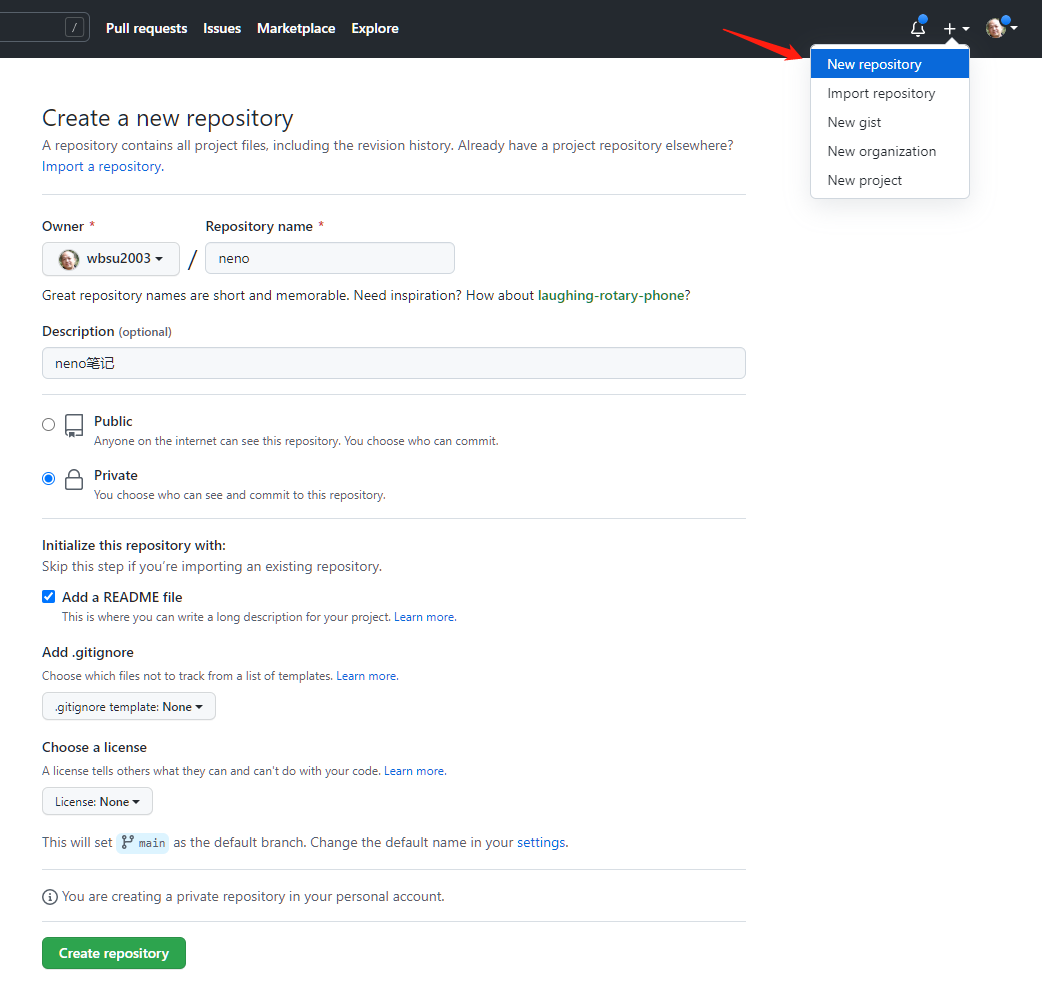 / Pull requests Issues Marketplace Explore
New repository
Import repository
New gist
New organization
New project
Create a new repository
A repository contains all project files, including the revision history. Already have a project repository elsewhere?
Import a repository.
Owner * Repository name *
wbsu2003 / neno
Great repository names are short and memorable. Need inspiration? How about laughing-rotary-phone?
Description (optional)
neno笔记
Public
Anyone on the internet can see this repository. You choose who can commit.
Private
You choose who can see and commit to this repository.
Initialize this repository with:
Skip this step if you're importing an existing repository.
Add a README file
This is where you can write a long description for your project. Learn more.
Add .gitignore
Choose which files not to track from a list of templates. Learn more.
.gitignore template: None
Choose a license
A license tells others what they can and can't do with your code. Learn more.
License: None
This will set main as the default branch. Change the default name in your settings.
You are creating a private repository in your personal account.
Create repository